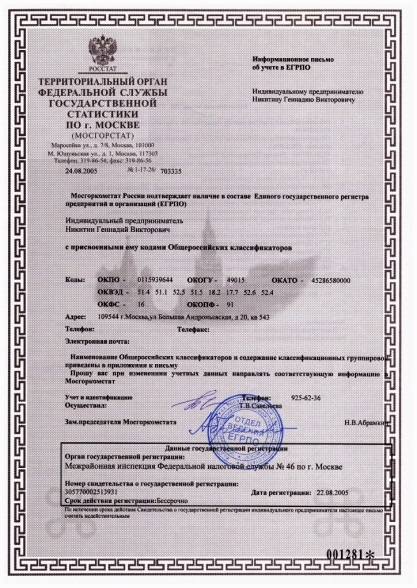 РОССТАТ
ТЕРРИТОРИАЛЬНЫЙ ОРГАН
ФЕДЕРАЛЬНОЙ СЛУЖБЫ
ГОСУДАРСТВЕННОЙ
СТАТИСТИКИ
ПО г. МОСКВЕ
(МОСГОРСТАТ)
Маросейка ул., д. 7/8, Москва, 101000
М. Юшуньская ул., д. 1, Москва, 117303
Телефон. 319-86-54; факс 319-86-56
24.08.2005 № 1-17-26/ 703335
Информационное письмо
об учете в ЕГРПО
Индивидуальному предпринимателю
Никитину Геннадию Викторовичу
Мосгоркомстат России подтверждает наличие в составе Единого государственного регистра
предприятий и организаций (ЕГРПО)
Индивидуальный предприниматель
Никитин Геннадий Викторович
с присвоенными ему кодами Общероссийских классификаторов
Коды: ОКПО - 0115939644 ОКОГУ - 49015 ОКАТО - 45286580000
ОКВЭД - 51.4 51.1 52.5 51.5 18.2 17.7 52.6 52.4
ОКФС - 16 ОКОПФ - 91
Адрес: 109544 г.Москва,ул Большая Андроньевская, д 20, кв 543
Телефон: Телефакс:
Электронная почта:
Наименование Общероссийских классификаторов и содержание классификационных группировок
приведены в приложении к письму
Прошу вас при изменении учетных данных направлять соответствующую информацию в
Мосгоркомстат
Учет и идентификация Телефон: 925-62-36
Осуществил: Т.В.Савельева
Зам.председателя Мосгоркомстата Н.В.Абрамкин
ОТДЕЛ
ВЕДЕНИЯ
ЕГРПО
Данные государственной регистрации
Орган государственной регистрации:
Межрайонная инспекция Федеральной налоговой службы № 46 по г. Москве
Номер свидетельства о государственной регистрации:
305770002513931 Дата регистрации: 22.08.2005
Срок действия регистрации:Бессрочно
По истечении срока действия Свидетельства о государственной регистрации индивидуального предпринимателя настоящее письмо
считать недействительным
001281*